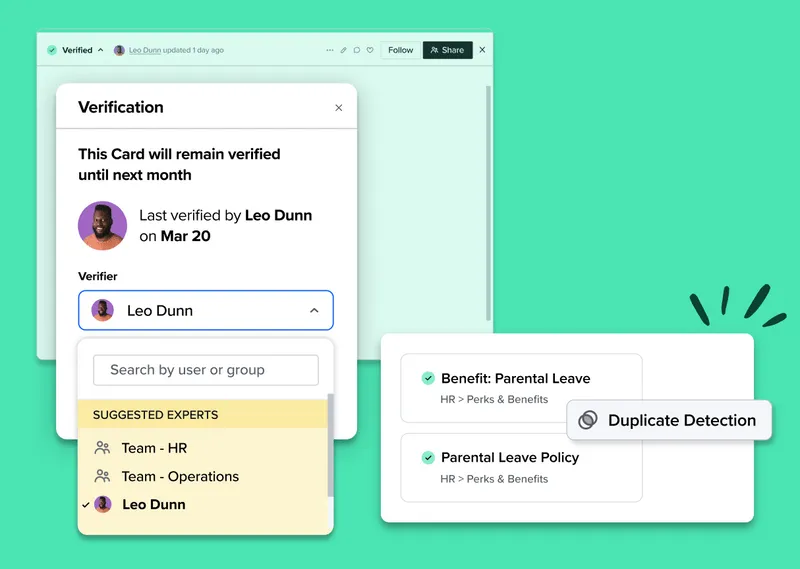 Verified
Leo Dunn updated 1 day ago
Follow
Share
Verification
This Card will remain verified
until next month
Last verified by Leo Dunn
on Mar 20
Verifier
Leo Dunn
Search by user or group
SUGGESTED EXPERTS
Team - HR
Team - Operations
Leo Dunn
Benefit: Parental Leave
HR > Perks & Benefits
Duplicate Detection
Parental Leave Policy
HR > Perks & Benefits